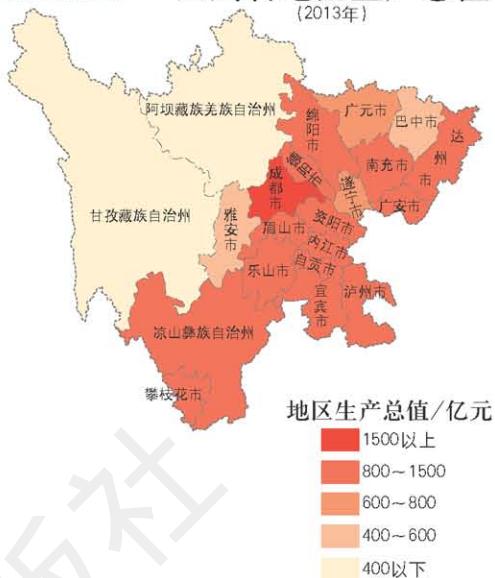 (2013年)
阿坝藏族羌族自治州
绵阳市
广元市
巴中市
达州市
德阳市
南充市
成都市
遂宁市
广安市
甘孜藏族自治州
雅安市
眉山市
资阳市
内江市
自贡市
乐山市
宜宾市
泸州市
凉山彝族自治州
攀枝花市
地区生产总值/亿元
1500以上
800~1500
600~800
400~600
400以下
版社